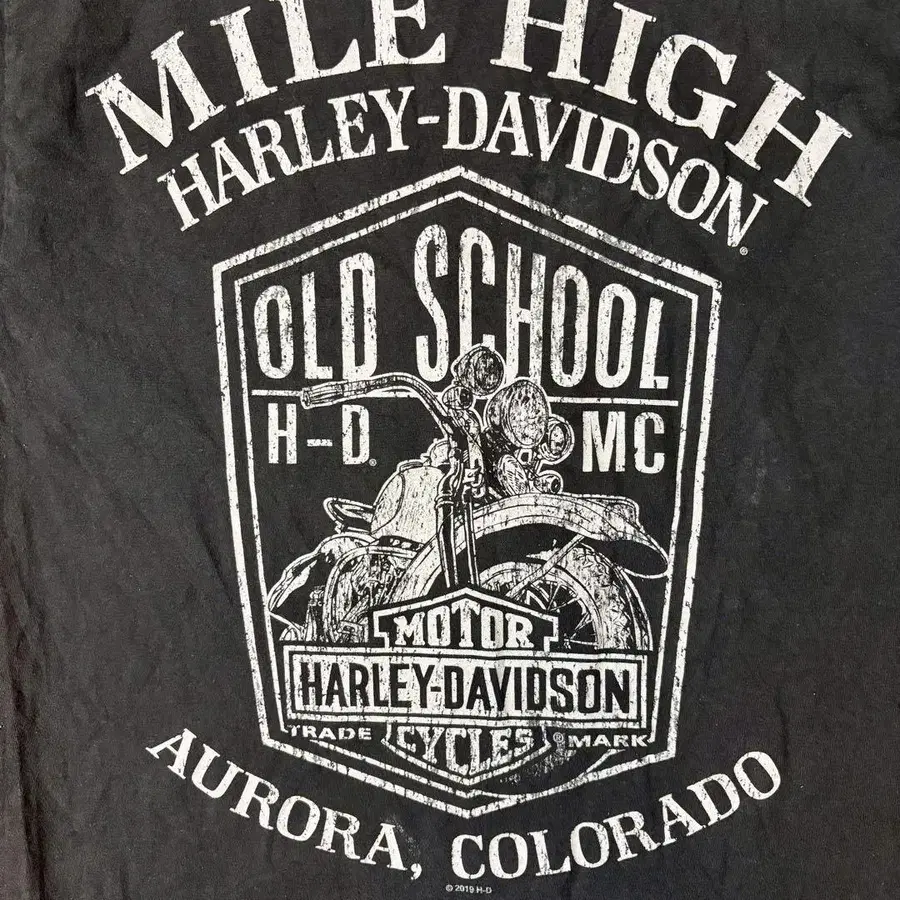 MILE HIGH
HARLEY-DAVIDSON®
OLD SCHOOL
H-D® MC
MOTOR
HARLEY-DAVIDSON
TRADE CYCLES ® MARK
AURORA, COLORADO
© 2019 H-D